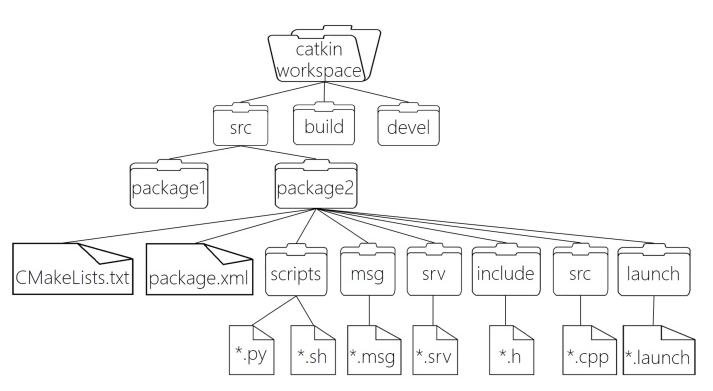 catkin
workspace
src
build
devel
package1
package2
CMakeLists.txt
package.xml
scripts
msg
srv
include
src
launch
*.py
*.sh
*.msg
*.srv
*.h
*.cpp
*.launch